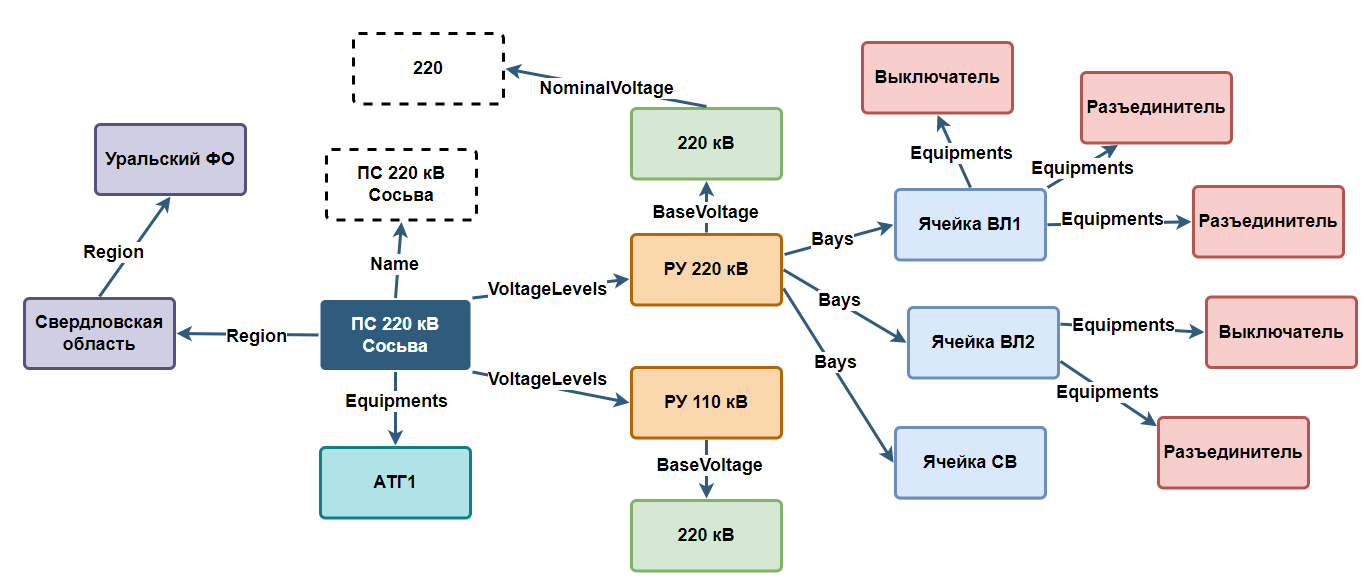 220
NominalVoltage
Выключатель
Разъединитель
Уральский ФО
ПС 220 кВ
Сосьва
220 кВ
Equipments
Equipments
Region
Name
BaseVoltage
Bays
Ячейка ВЛ1
Equipments
Разъединитель
Свердловская
область
Region
ПС 220 кВ
Сосьва
VoltageLevels
РУ 220 кВ
Bays
Ячейка ВЛ2
Equipments
Выключатель
VoltageLevels
Bays
Equipments
РУ 110 кВ
Equipments
BaseVoltage
Ячейка СВ
Разъединитель
АТГ1
220 кВ